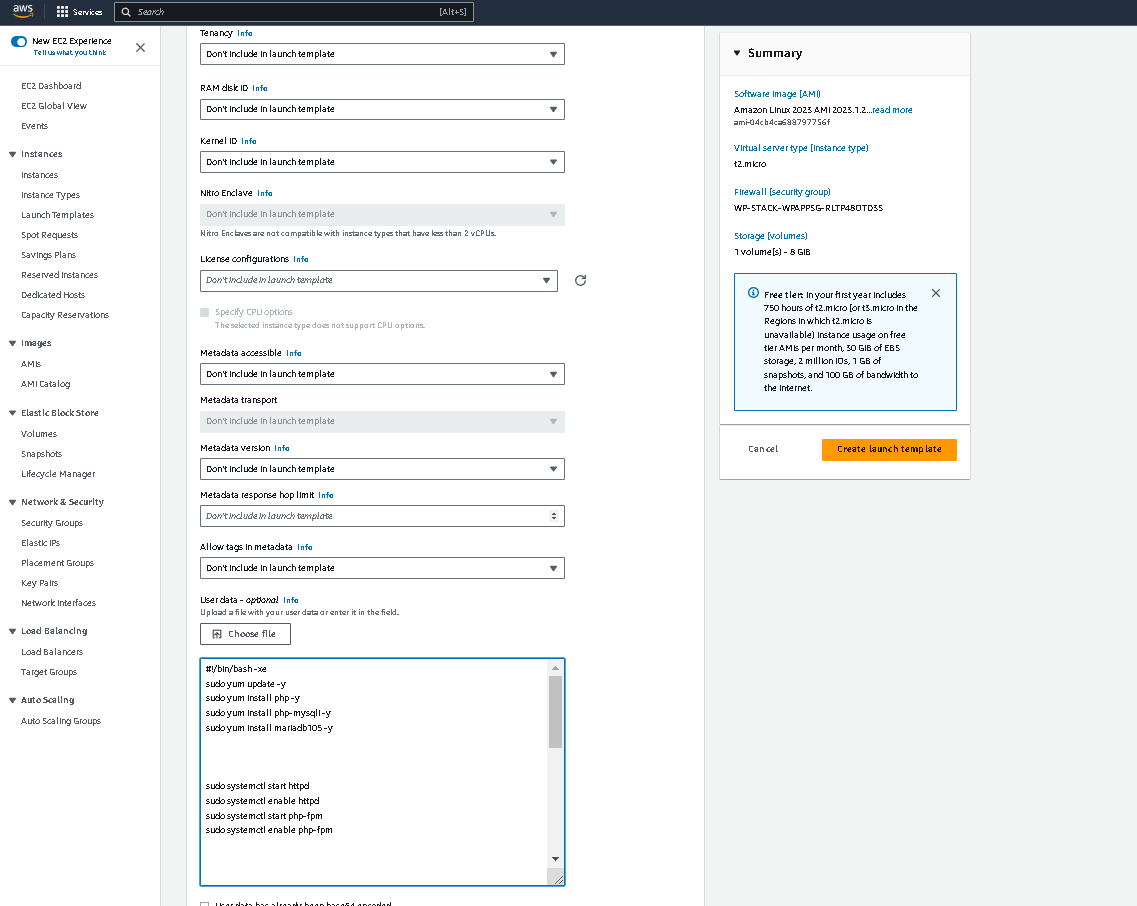 aws
Services
Search
[Alt+S]
New EC2 Experience
Tell us what you think
EC2 Dashboard
EC2 Global View
Events
Instances
Instances
Instance Types
Launch Templates
Spot Requests
Savings Plans
Reserved Instances
Dedicated Hosts
Capacity Reservations
Images
AMIs
AMI Catalog
Elastic Block Store
Volumes
Snapshots
Lifecycle Manager
Network & Security
Security Groups
Elastic IPs
Placement Groups
Key Pairs
Network Interfaces
Load Balancing
Load Balancers
Target Groups
Auto Scaling
Auto Scaling Groups
Tenancy Info
Don't include in launch template
RAM disk ID Info
Don't include in launch template
Kernel ID Info
Don't include in launch template
Nitro Enclave Info
Don't include in launch template
Nitro Enclaves are not compatible with instance types that have less than 2 vCPUs.
License configurations Info
Don't include in launch template
Specify CPU options
The selected instance type does not support CPU options.
Metadata accessible Info
Don't include in launch template
Metadata transport
Don't include in launch template
Metadata version Info
Don't include in launch template
Metadata response hop limit Info
Don't include in launch template
Allow tags in metadata Info
Don't include in launch template
User data - optional Info
Upload a file with your user data or enter it in the field.
Choose file
#!/bin/bash -xe
sudo yum update -y
sudo yum install php -y
sudo yum install php-mysqli -y
sudo yum install mariadb105 -y
sudo systemctl start httpd
sudo systemctl enable httpd
sudo systemctl start php-fpm
sudo systemctl enable php-fpm
User data has already been base64 encoded
Summary
Software Image (AMI)
Amazon Linux 2023 AMI 2023.1.2...read more
ami-04cb4ca688797756f
Virtual server type (instance type)
t2.micro
Firewall (security group)
WP-STACK-WPAPPSG-RLTP48OTD3S
Storage (volumes)
1 volume(s) - 8 GiB
Free tier: In your first year includes
750 hours of t2.micro (or t3.micro in the
Regions in which t2.micro is
unavailable) instance usage on free
tier AMIs per month, 30 GiB of EBS
storage, 2 million IOs, 1 GB of
snapshots, and 100 GB of bandwidth to
the internet.
Cancel
Create launch template